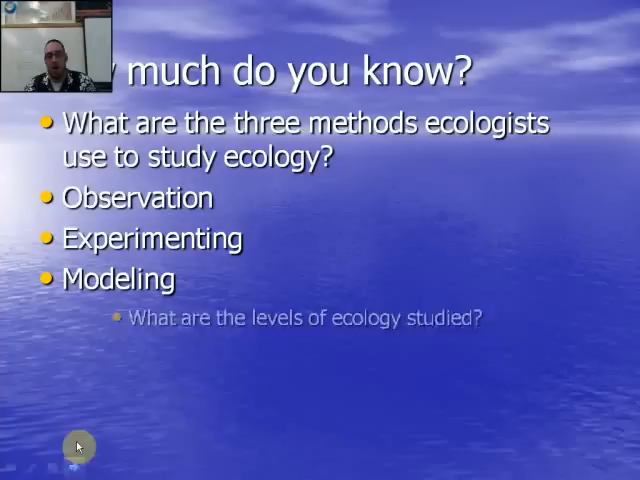 much do you know?
What are the three methods ecologists
use to study ecology?
Observation
Experimenting
Modeling
What are the levels of ecology studied?